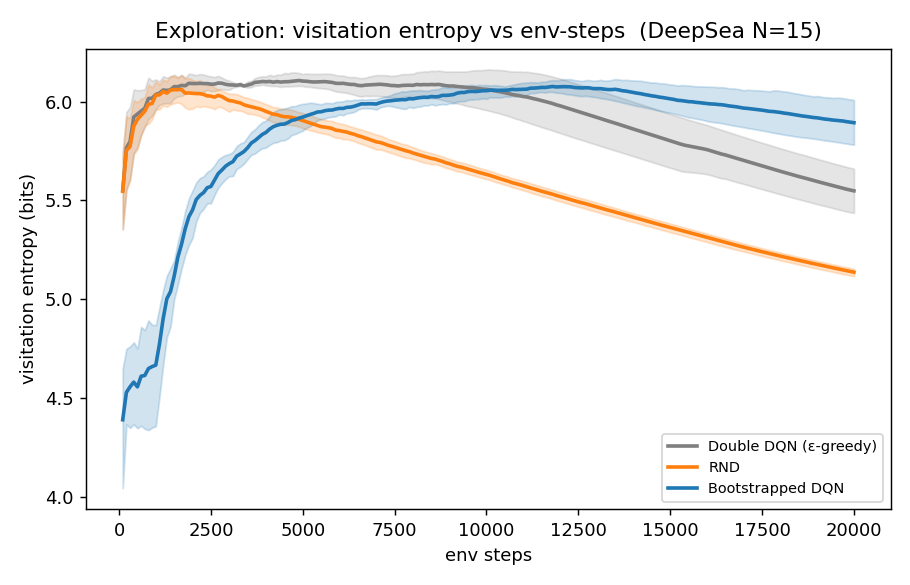 Exploration: visitation entropy vs env-steps  (DeepSea N=15)
visitation entropy (bits)
6.0
5.5
5.0
4.5
4.0
0 2500 5000 7500 10000 12500 15000 17500 20000
env steps
Double DQN (ε-greedy)
RND
Bootstrapped DQN